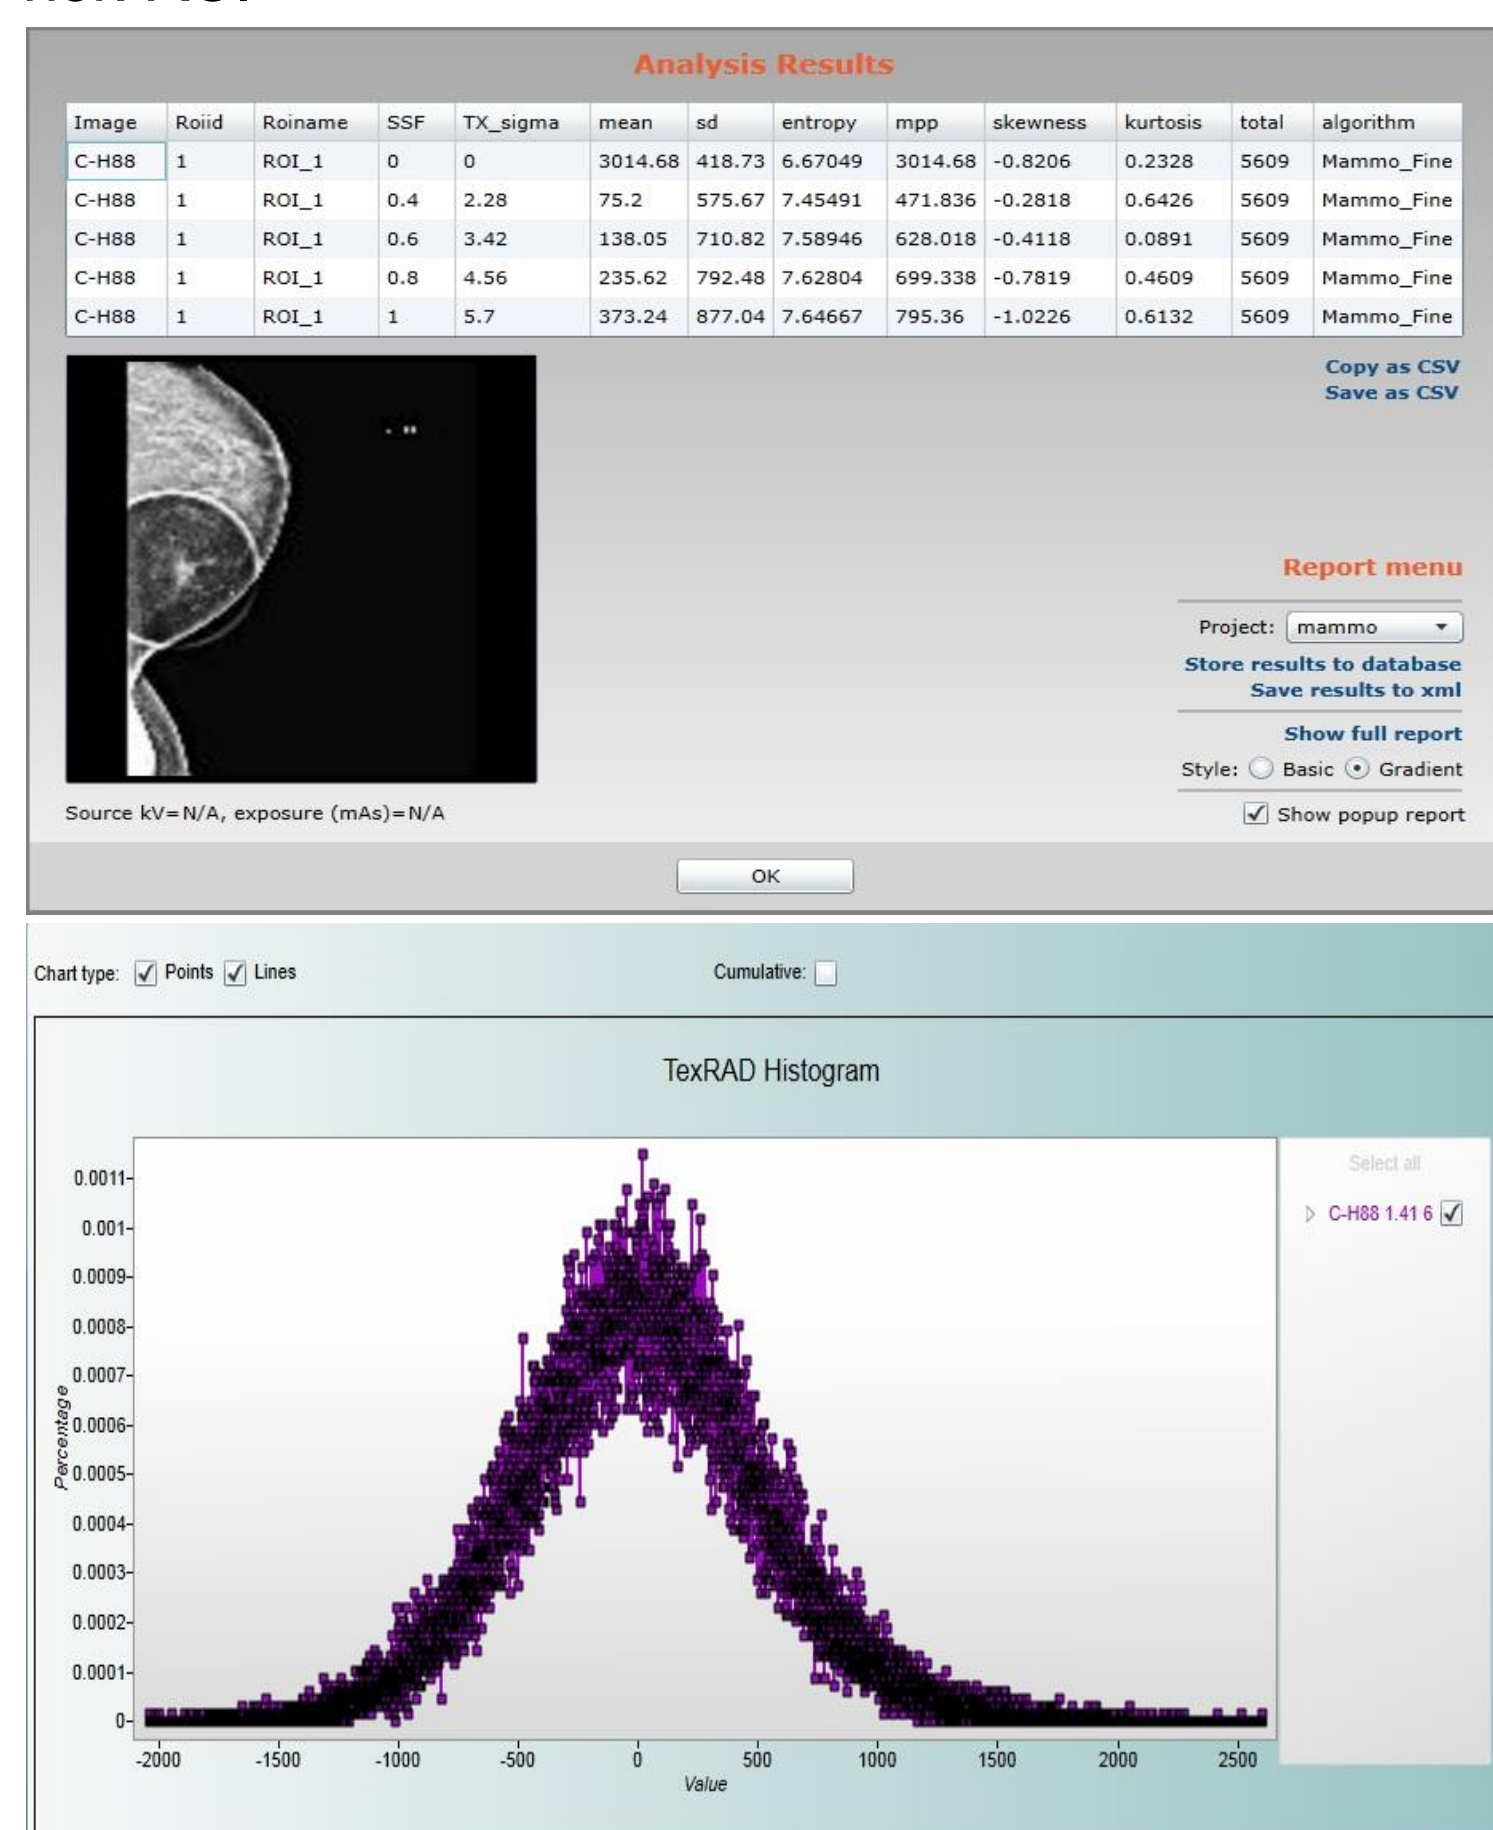 Analysis Results
Image Roiid Roiname SSF TX_sigma mean sd entropy mpp skewness kurtosis total algorithm
C-H88 1 ROI_1 0 0 3014.68 418.73 6.67049 3014.68 -0.8206 0.2328 5609 Mammo_Fine
C-H88 1 ROI_1 0.4 2.28 75.2 575.67 7.45491 471.836 -0.2818 0.6426 5609 Mammo_Fine
C-H88 1 ROI_1 0.6 3.42 138.05 710.82 7.58946 628.018 -0.4118 0.0891 5609 Mammo_Fine
C-H88 1 ROI_1 0.8 4.56 235.62 792.48 7.62804 699.338 -0.7819 0.4609 5609 Mammo_Fine
C-H88 1 ROI_1 1 5.7 373.24 877.04 7.64667 795.36 -1.0226 0.6132 5609 Mammo_Fine
Copy as CSV
Save as CSV
Report menu
Project: mammo
Store results to database
Save results to xml
Show full report
Style: Basic Gradient
Source kV=N/A, exposure (mAs)=N/A
Show popup report
OK
Chart type: Points Lines Cumulative:
TexRAD Histogram
Select all
C-H88 1.41 6
0.0011
0.001
0.0009
0.0008
0.0007
0.0006
0.0005
0.0004
0.0003
0.0002
0.0001
0
Percentage
-2000 -1500 -1000 -500 0 500 1000 1500 2000 2500
Value